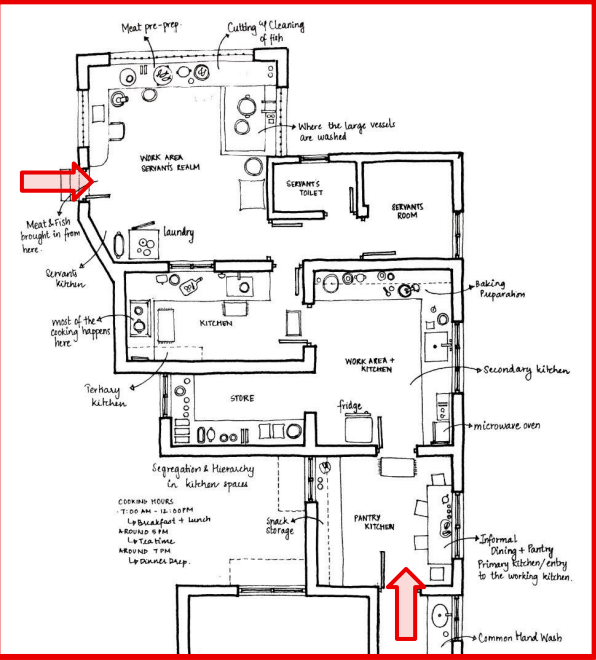 Meat pre-prep.
Cutting & Cleaning
of fish
Where the large vessels
are washed
WORK AREA
SERVANTS REALM
SERVANT'S
TOILET
SERVANTS
ROOM
Meat & Fish
brought in from
here.
laundry
Servants
kitchen
Baking
Preparation
KITCHEN
most of the
cooking happens
here
WORK AREA +
KITCHEN
Secondary kitchen
Tertiary
kitchen
STORE
fridge
microwave oven
Segregation & Hierarchy
in kitchen spaces
COOKING HOURS
- 7:00 AM - 12:00PM
↳ Breakfast + Lunch
AROUND 5PM
↳ Tea time
AROUND 7PM
↳ Dinner Prep.
snack
storage
PANTRY
KITCHEN
Informal
Dining + Pantry
Primary kitchen/entry
to the working kitchen.
Common Hand Wash